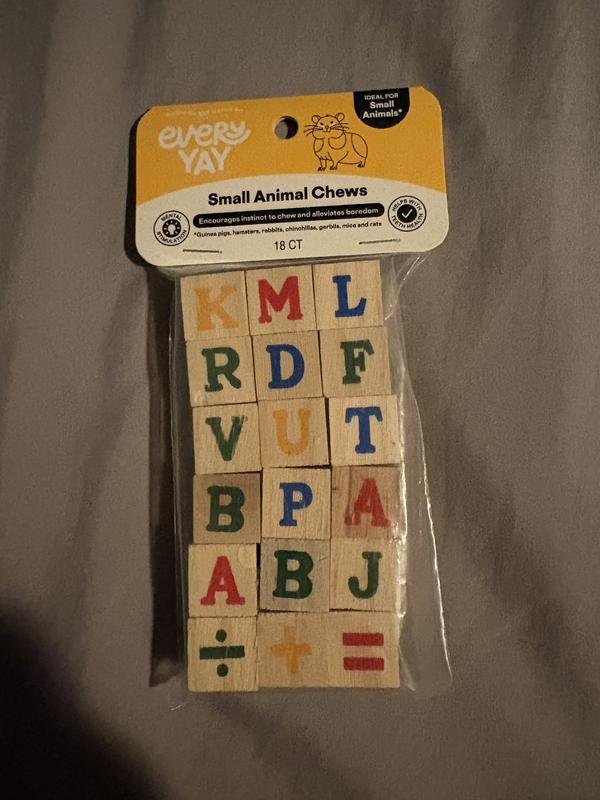 IDEAL FOR
Small
Animals*
every
YAY
Small Animal Chews
MENTAL STIMULATION
Encourages instinct to chew and alleviates boredom
HELPS WITH TEETH HEALTH
*Guinea pigs, hamsters, rabbits, chinchillas, gerbils, mice and rats
18 CT
K M L
R D F
V U T
B P A
A B J
÷ + =